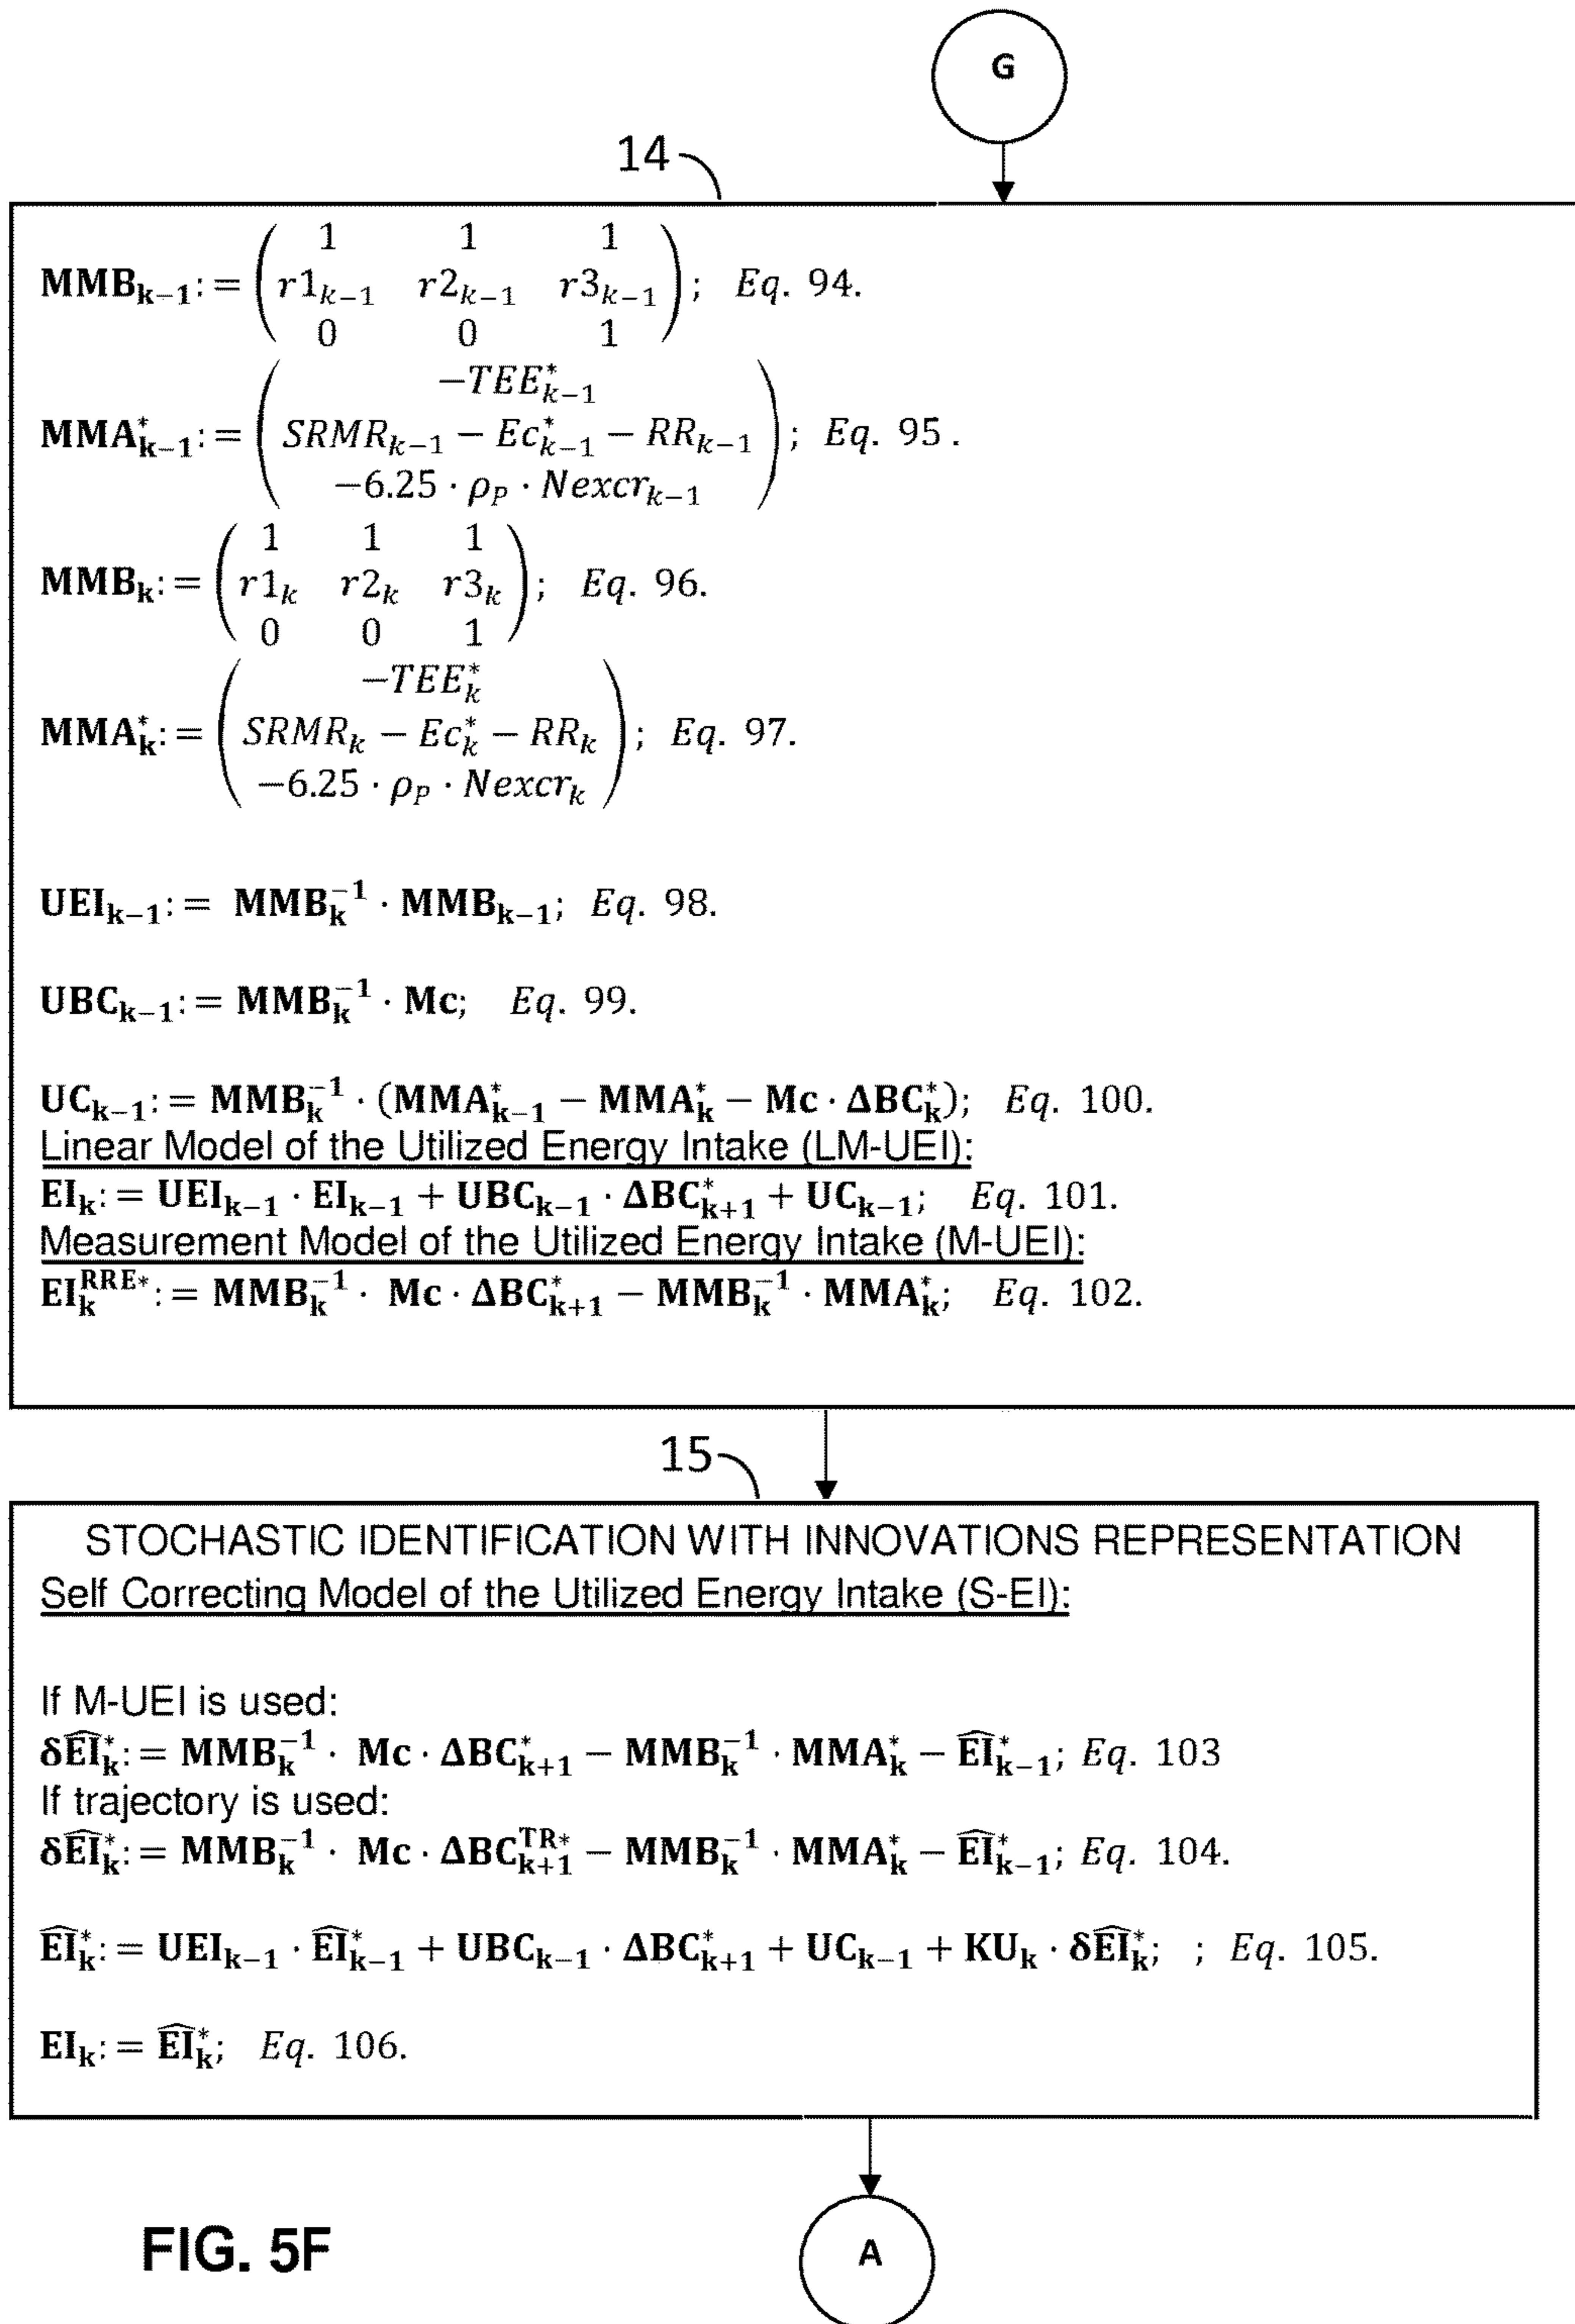 G
14
MMB_{k-1}:= ( 1 1 1
r1_{k-1} r2_{k-1} r3_{k-1} ); Eq. 94.
0 0 1
MMA*_{k-1}:= ( -TEE*_{k-1}
SRMR_{k-1} - Ec*_{k-1} - RR_{k-1} ); Eq. 95.
-6.25 · ρ_P · Nexcr_{k-1}
MMB_k:= ( 1 1 1
r1_k r2_k r3_k ); Eq. 96.
0 0 1
MMA*_k:= ( -TEE*_k
SRMR_k - Ec*_k - RR_k ); Eq. 97.
-6.25 · ρ_P · Nexcr_k
UEI_{k-1}:= MMB_k^{-1} · MMB_{k-1}; Eq. 98.
UBC_{k-1}:= MMB_k^{-1} · Mc; Eq. 99.
UC_{k-1}:= MMB_k^{-1} · (MMA*_{k-1} - MMA*_k - Mc · ΔBC*_k); Eq. 100.
Linear Model of the Utilized Energy Intake (LM-UEI):
EI_k:= UEI_{k-1} · EI_{k-1} + UBC_{k-1} · ΔBC*_{k+1} + UC_{k-1}; Eq. 101.
Measurement Model of the Utilized Energy Intake (M-UEI):
EI_k^{RRE*}:= MMB_k^{-1} · Mc · ΔBC*_{k+1} - MMB_k^{-1} · MMA*_k; Eq. 102.
15
STOCHASTIC IDENTIFICATION WITH INNOVATIONS REPRESENTATION
Self Correcting Model of the Utilized Energy Intake (S-EI):
If M-UEI is used:
δÊI*_k:= MMB_k^{-1} · Mc · ΔBC*_{k+1} - MMB_k^{-1} · MMA*_k - ÊI*_{k-1}; Eq. 103
If trajectory is used:
δÊI*_k:= MMB_k^{-1} · Mc · ΔBC_{k+1}^{TR*} - MMB_k^{-1} · MMA*_k - ÊI*_{k-1}; Eq. 104.
ÊI*_k:= UEI_{k-1} · ÊI*_{k-1} + UBC_{k-1} · ΔBC*_{k+1} + UC_{k-1} + KU_k · δÊI*_k; ; Eq. 105.
EI_k:= ÊI*_k; Eq. 106.
FIG. 5F
A